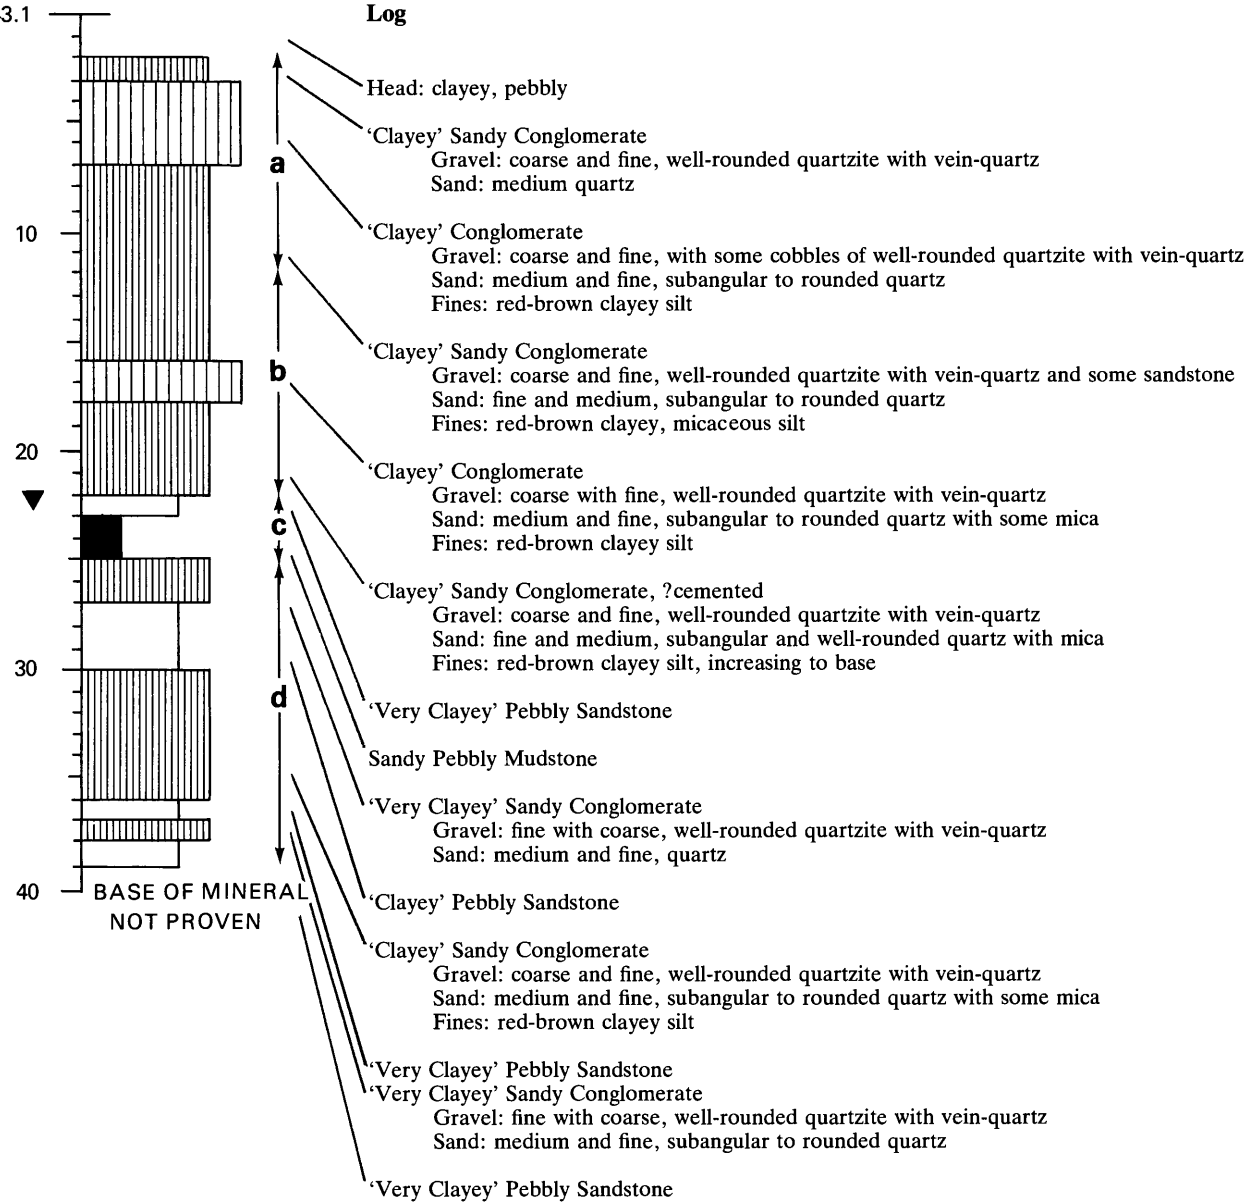 3.1
Log
Head: clayey, pebbly
‘Clayey’ Sandy Conglomerate
Gravel: coarse and fine, well-rounded quartzite with vein-quartz
Sand: medium quartz
a
10
‘Clayey’ Conglomerate
Gravel: coarse and fine, with some cobbles of well-rounded quartzite with vein-quartz
Sand: medium and fine, subangular to rounded quartz
Fines: red-brown clayey silt
‘Clayey’ Sandy Conglomerate
Gravel: coarse and fine, well-rounded quartzite with vein-quartz and some sandstone
Sand: fine and medium, subangular to rounded quartz
Fines: red-brown clayey, micaceous silt
b
20
‘Clayey’ Conglomerate
Gravel: coarse with fine, well-rounded quartzite with vein-quartz
Sand: medium and fine, subangular to rounded quartz with some mica
Fines: red-brown clayey silt
c
‘Clayey’ Sandy Conglomerate, ?cemented
Gravel: coarse and fine, well-rounded quartzite with vein-quartz
Sand: fine and medium, subangular and well-rounded quartz with mica
Fines: red-brown clayey silt, increasing to base
30
d
‘Very Clayey’ Pebbly Sandstone
Sandy Pebbly Mudstone
‘Very Clayey’ Sandy Conglomerate
Gravel: fine with coarse, well-rounded quartzite with vein-quartz
Sand: medium and fine, quartz
40
BASE OF MINERAL
NOT PROVEN
‘Clayey’ Pebbly Sandstone
‘Clayey’ Sandy Conglomerate
Gravel: coarse and fine, well-rounded quartzite with vein-quartz
Sand: medium and fine, subangular to rounded quartz with some mica
Fines: red-brown clayey silt
‘Very Clayey’ Pebbly Sandstone
‘Very Clayey’ Sandy Conglomerate
Gravel: fine with coarse, well-rounded quartzite with vein-quartz
Sand: medium and fine, subangular to rounded quartz
‘Very Clayey’ Pebbly Sandstone